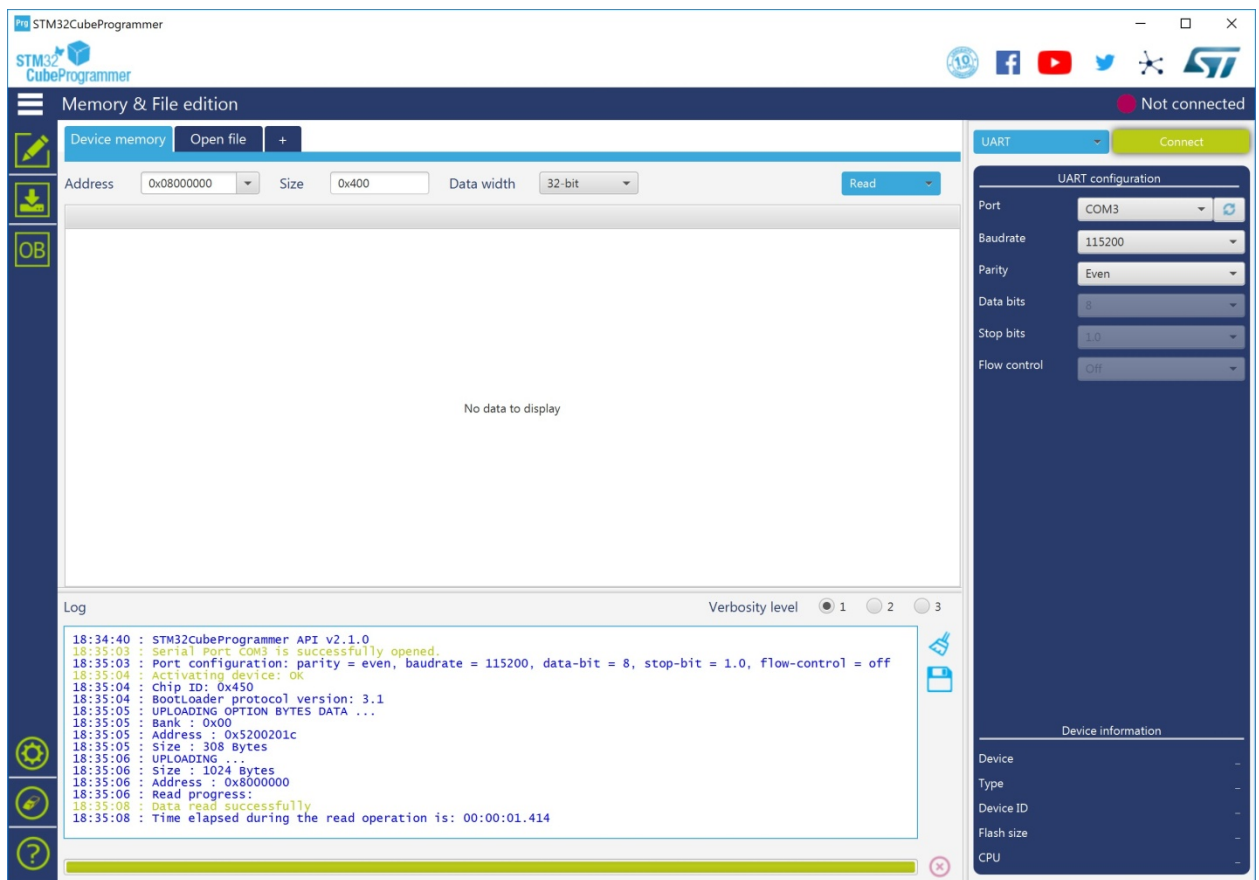 Prg STM32CubeProgrammer
STM32
CubeProgrammer
10
Memory & File edition
Not connected
Device memory
Open file
+
UART
Connect
Address
0x08000000
Size
0x400
Data width
32-bit
Read
UART configuration
Port
COM3
Baudrate
115200
Parity
Even
Data bits
8
Stop bits
1.0
Flow control
Off
OB
No data to display
Log
Verbosity level
1
2
3
18:34:40 : STM32CubeProgrammer API v2.1.0
18:35:03 : Serial Port COM3 is successfully opened.
18:35:03 : Port configuration: parity = even, baudrate = 115200, data-bit = 8, stop-bit = 1.0, flow-control = off
18:35:04 : Activating device: OK
18:35:04 : Chip ID: 0x450
18:35:04 : BootLoader protocol version: 3.1
18:35:05 : UPLOADING OPTION BYTES DATA ...
18:35:05 : Bank : 0x00
18:35:05 : Address : 0x5200201c
18:35:05 : Size : 308 Bytes
18:35:06 : UPLOADING ...
18:35:06 : Size : 1024 Bytes
18:35:06 : Address : 0x8000000
18:35:06 : Read progress:
18:35:08 : Data read successfully
18:35:08 : Time elapsed during the read operation is: 00:00:01.414
Device information
Device
–
Type
–
Device ID
–
Flash size
–
CPU
–